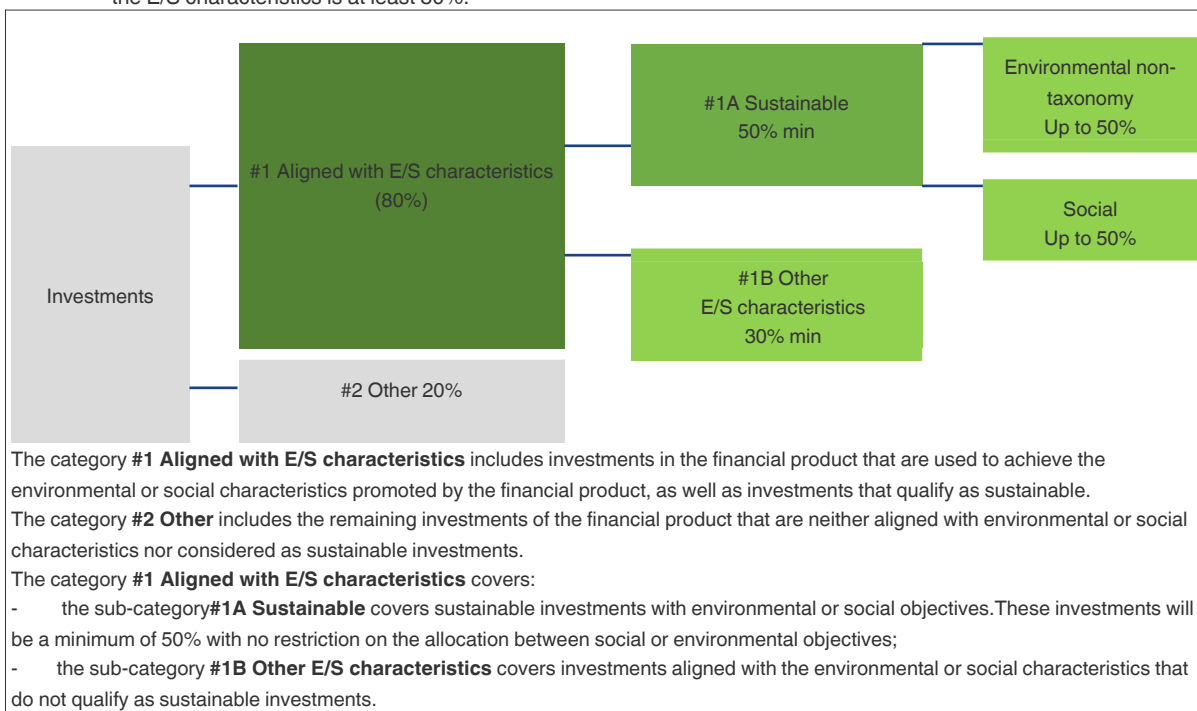 the E/S characteristics is at least 80%.
Investments
#1 Aligned with E/S characteristics
(80%)
#2 Other 20%
#1A Sustainable
50% min
#1B Other
E/S characteristics
30% min
Environmental non-
taxonomy
Up to 50%
Social
Up to 50%
The category #1 Aligned with E/S characteristics includes investments in the financial product that are used to achieve the
environmental or social characteristics promoted by the financial product, as well as investments that qualify as sustainable.
The category #2 Other includes the remaining investments of the financial product that are neither aligned with environmental or social
characteristics nor considered as sustainable investments.
The category #1 Aligned with E/S characteristics covers:
- the sub-category#1A Sustainable covers sustainable investments with environmental or social objectives.These investments will
be a minimum of 50% with no restriction on the allocation between social or environmental objectives;
- the sub-category #1B Other E/S characteristics covers investments aligned with the environmental or social characteristics that
do not qualify as sustainable investments.